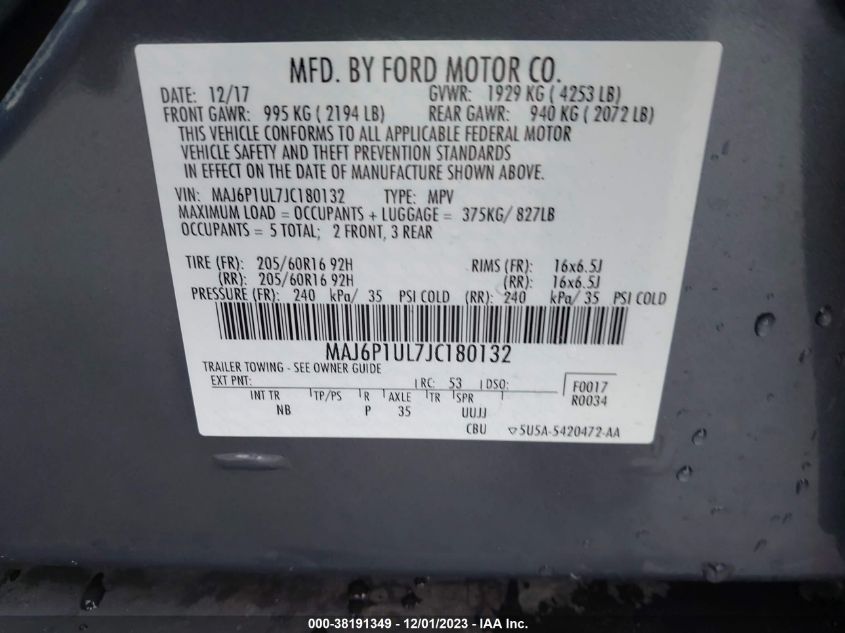 MFD. BY FORD MOTOR CO.
DATE: 12/17 GVWR: 1929 KG ( 4253 LB)
FRONT GAWR: 995 KG ( 2194 LB) REAR GAWR: 940 KG ( 2072 LB)
THIS VEHICLE CONFORMS TO ALL APPLICABLE FEDERAL MOTOR
VEHICLE SAFETY AND THEFT PREVENTION STANDARDS
IN EFFECT ON THE DATE OF MANUFACTURE SHOWN ABOVE.
VIN: MAJ6P1UL7JC180132 TYPE: MPV
MAXIMUM LOAD = OCCUPANTS + LUGGAGE = 375KG/ 827LB
OCCUPANTS = 5 TOTAL; 2 FRONT, 3 REAR
TIRE (FR): 205/60R16 92H RIMS (FR): 16x6.5J
(RR): 205/60R16 92H (RR): 16x6.5J
PRESSURE (FR): 240 kPa/ 35 PSI COLD (RR): 240 kPa/ 35 PSI COLD
MAJ6P1UL7JC180132
TRAILER TOWING - SEE OWNER GUIDE
EXT PNT: RC: 53 DSO: F0017
INT TR TP/PS R AXLE TR SPR R0034
NB P 35 UUJJ
CBU 5U5A-5420472-AA
000-38191349 - 12/01/2023 - IAA Inc.